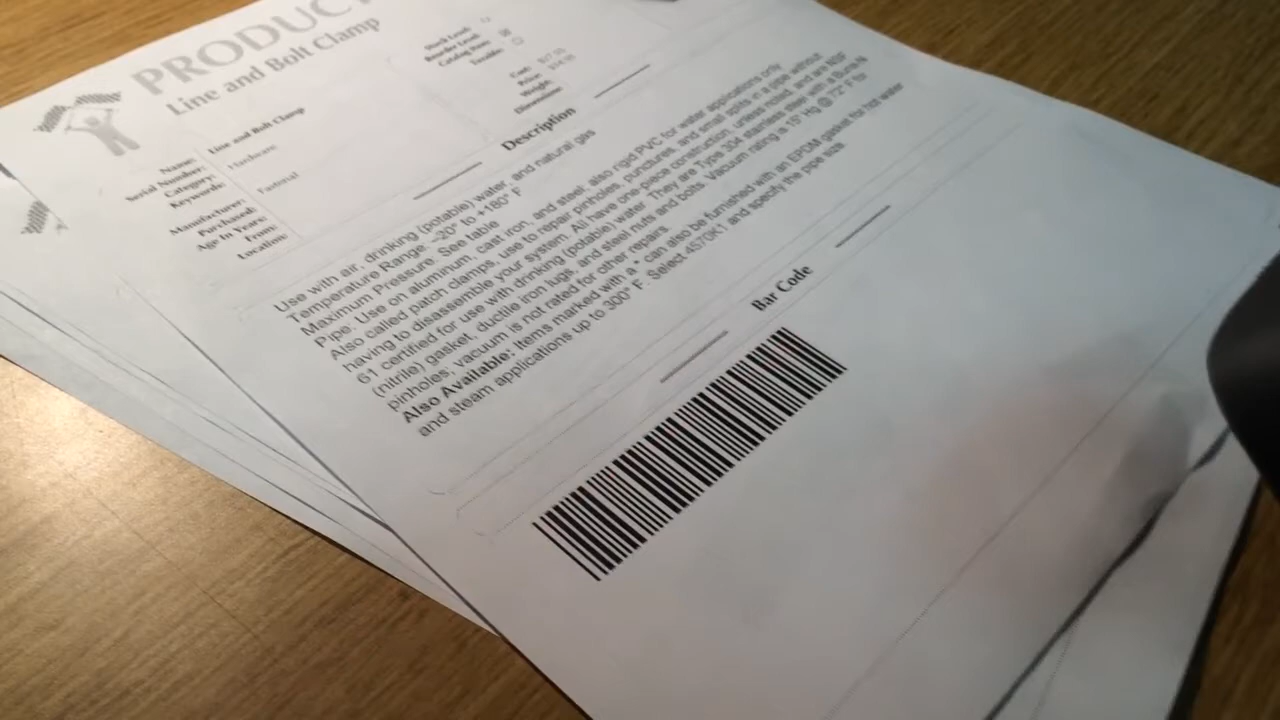 PRODUCT
Line and Bolt Clamp
Name: Line and Bolt Clamp
Serial Number:
Category: Hardware
Keywords:
Manufacturer: Fastenal
Purchased:
Age In Years:
From:
Location:
Stock Level:
Reorder Level:
Catalog Item:
Taxable:
Cost:
Price:
Weight:
Dimensions:
Description
Use with air, drinking (potable) water, and natural gas
Temperature Range: –20° to +180° F
Maximum Pressure: See table
Pipe: Use on aluminum, cast iron, and steel; also rigid PVC for water applications only
Also called patch clamps, use to repair pinholes, punctures, and small splits in a pipe without
having to disassemble your system. All have one-piece construction, unless noted, and are NSF
61 certified for use with drinking (potable) water. They are Type 304 stainless steel with a Buna-N
(nitrile) gasket, ductile iron lugs, and steel nuts and bolts. Vacuum rating is 15" Hg @ 72° F for
pinholes; vacuum is not rated for other repairs.
Also Available: Items marked with a * can also be furnished with an EPDM gasket for hot water
and steam applications up to 300° F. Select 4570K1 and specify the pipe size
Bar Code